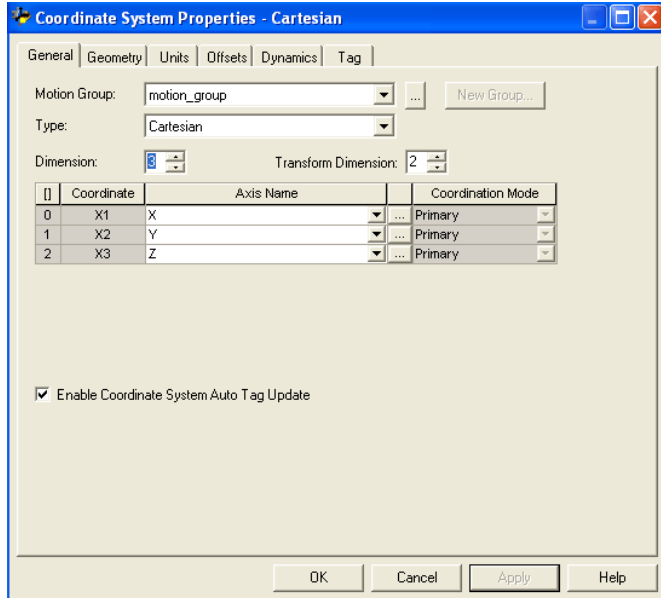 Coordinate System Properties - Cartesian
General Geometry Units Offsets Dynamics Tag
Motion Group: motion_group ... New Group...
Type: Cartesian
Dimension: 3 Transform Dimension: 2
[] Coordinate Axis Name Coordination Mode
0 X1 X ... Primary
1 X2 Y ... Primary
2 X3 Z ... Primary
Enable Coordinate System Auto Tag Update
OK Cancel Apply Help